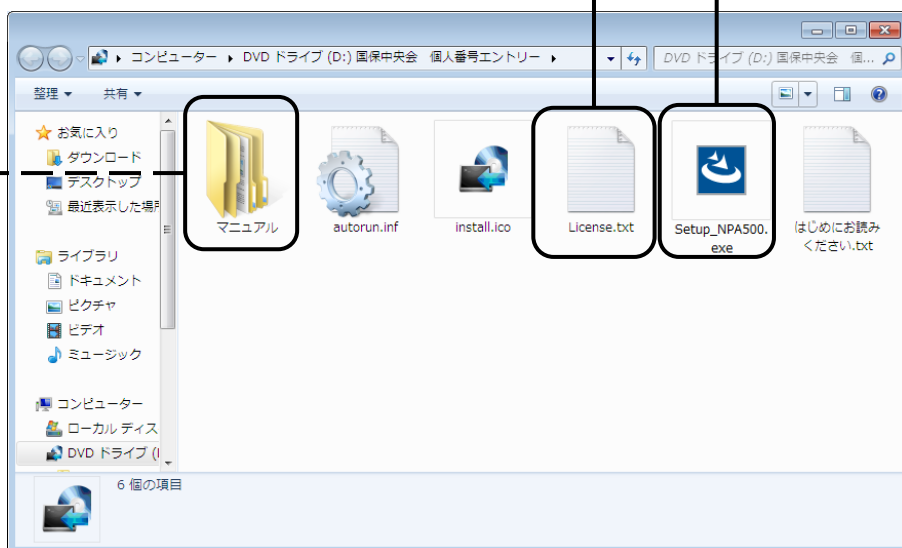 コンピューター DVD ドライブ (D:) 国保中央会 個人番号エントリー
DVD ドライブ (D:) 国保中央会 個...
整理 共有
お気に入り
ダウンロード
デスクトップ
最近表示した場所
ライブラリ
ドキュメント
ピクチャ
ビデオ
ミュージック
コンピューター
ローカル ディス
DVD ドライブ (
マニュアル
autorun.inf
install.ico
License.txt
Setup_NPA500.
exe
はじめにお読み
ください.txt
6 個の項目